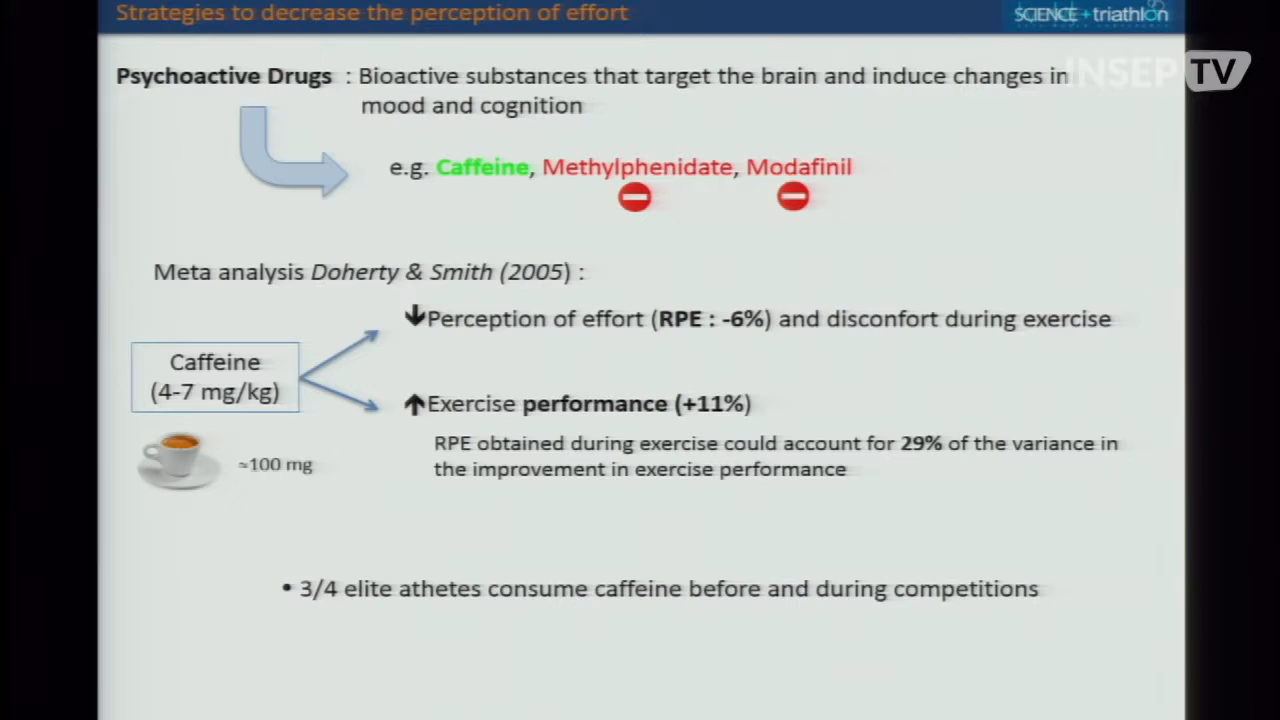 Strategies to decrease the perception of effort
SCIENCE + triathlon
INSEP TV
Psychoactive Drugs : Bioactive substances that target the brain and induce changes in
mood and cognition
e.g. Caffeine, Methylphenidate, Modafinil
Meta analysis Doherty & Smith (2005) :
↓Perception of effort (RPE : -6%) and disconfort during exercise
Caffeine
(4-7 mg/kg)
↑Exercise performance (+11%)
RPE obtained during exercise could account for 29% of the variance in
the improvement in exercise performance
≈100 mg
• 3/4 elite athetes consume caffeine before and during competitions